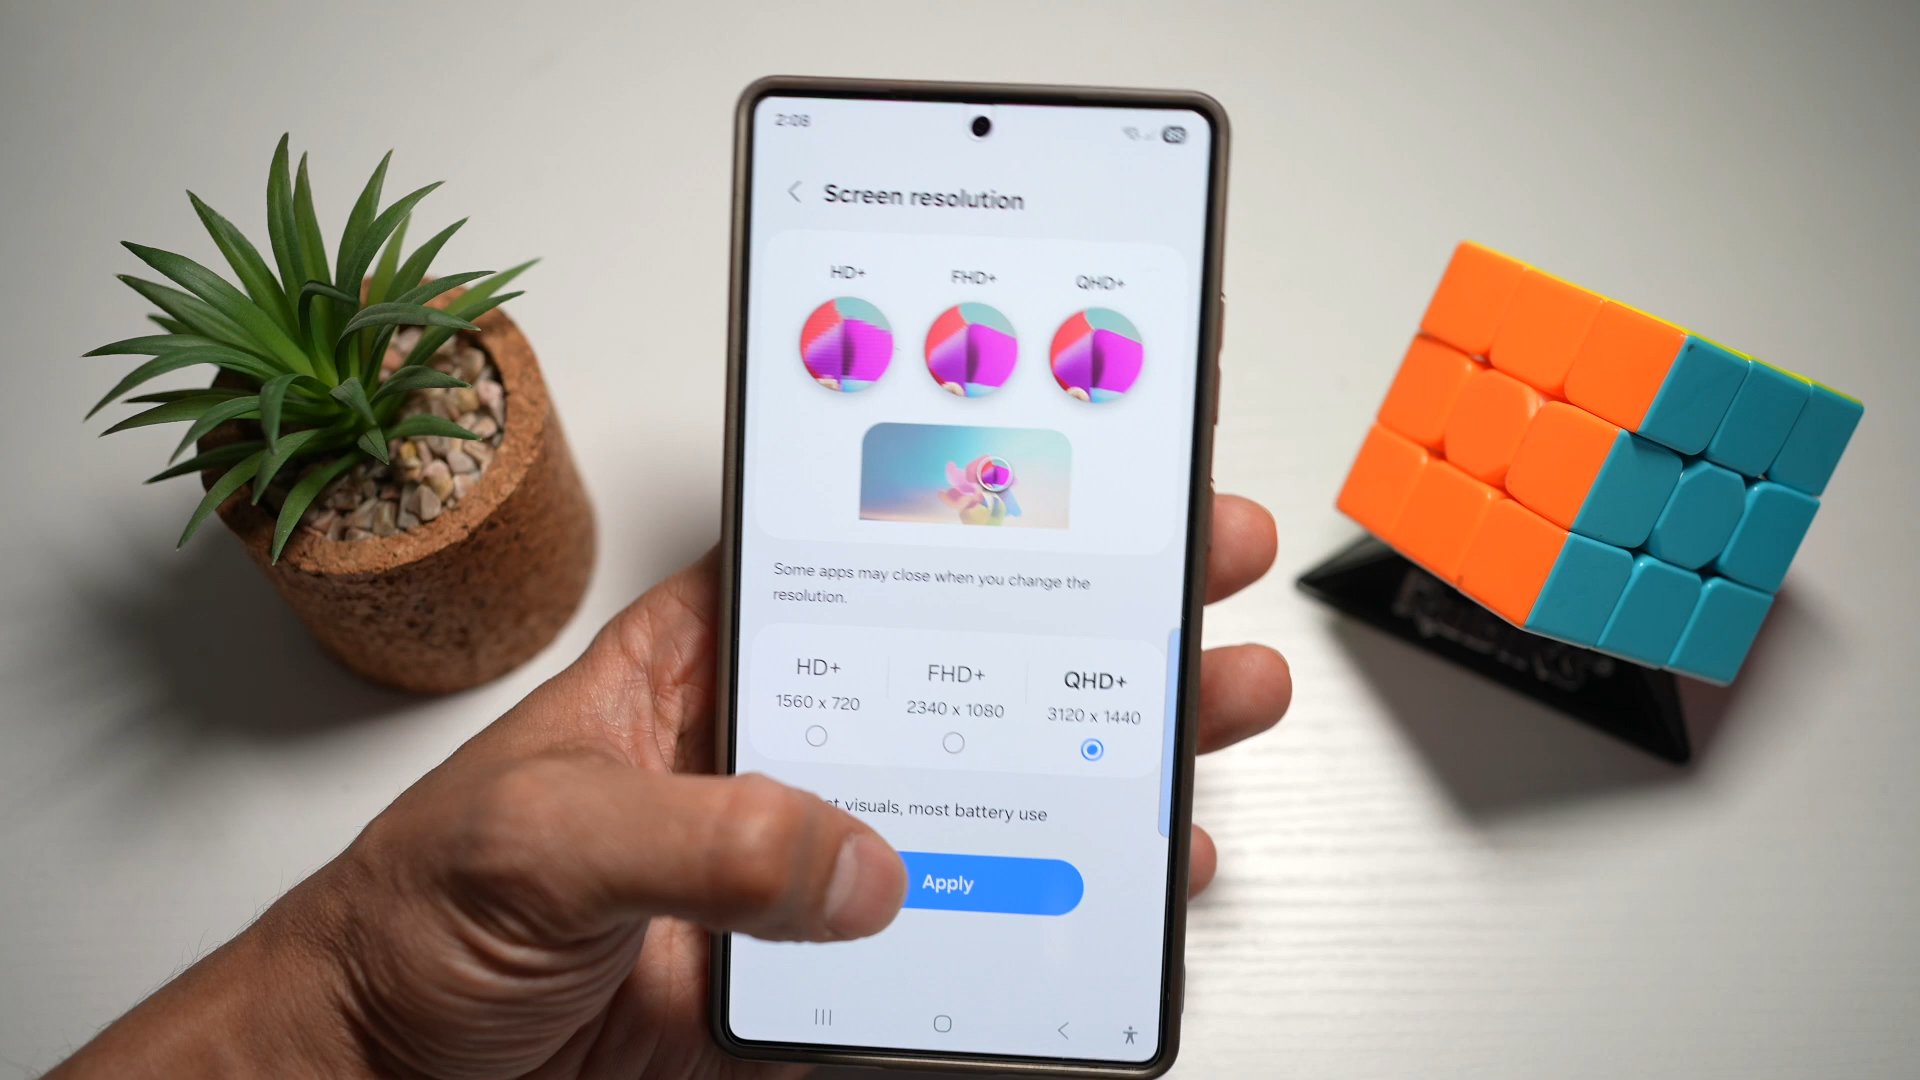 2:08
Screen resolution
HD+ FHD+ QHD+
Some apps may close when you change the
resolution.
HD+ FHD+ QHD+
1560 x 720 2340 x 1080 3120 x 1440
visuals, most battery use
Apply